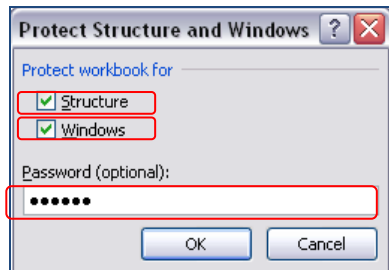 Protect Structure and Windows
Protect workbook for
Structure
Windows
Password (optional):
••••••
OK Cancel